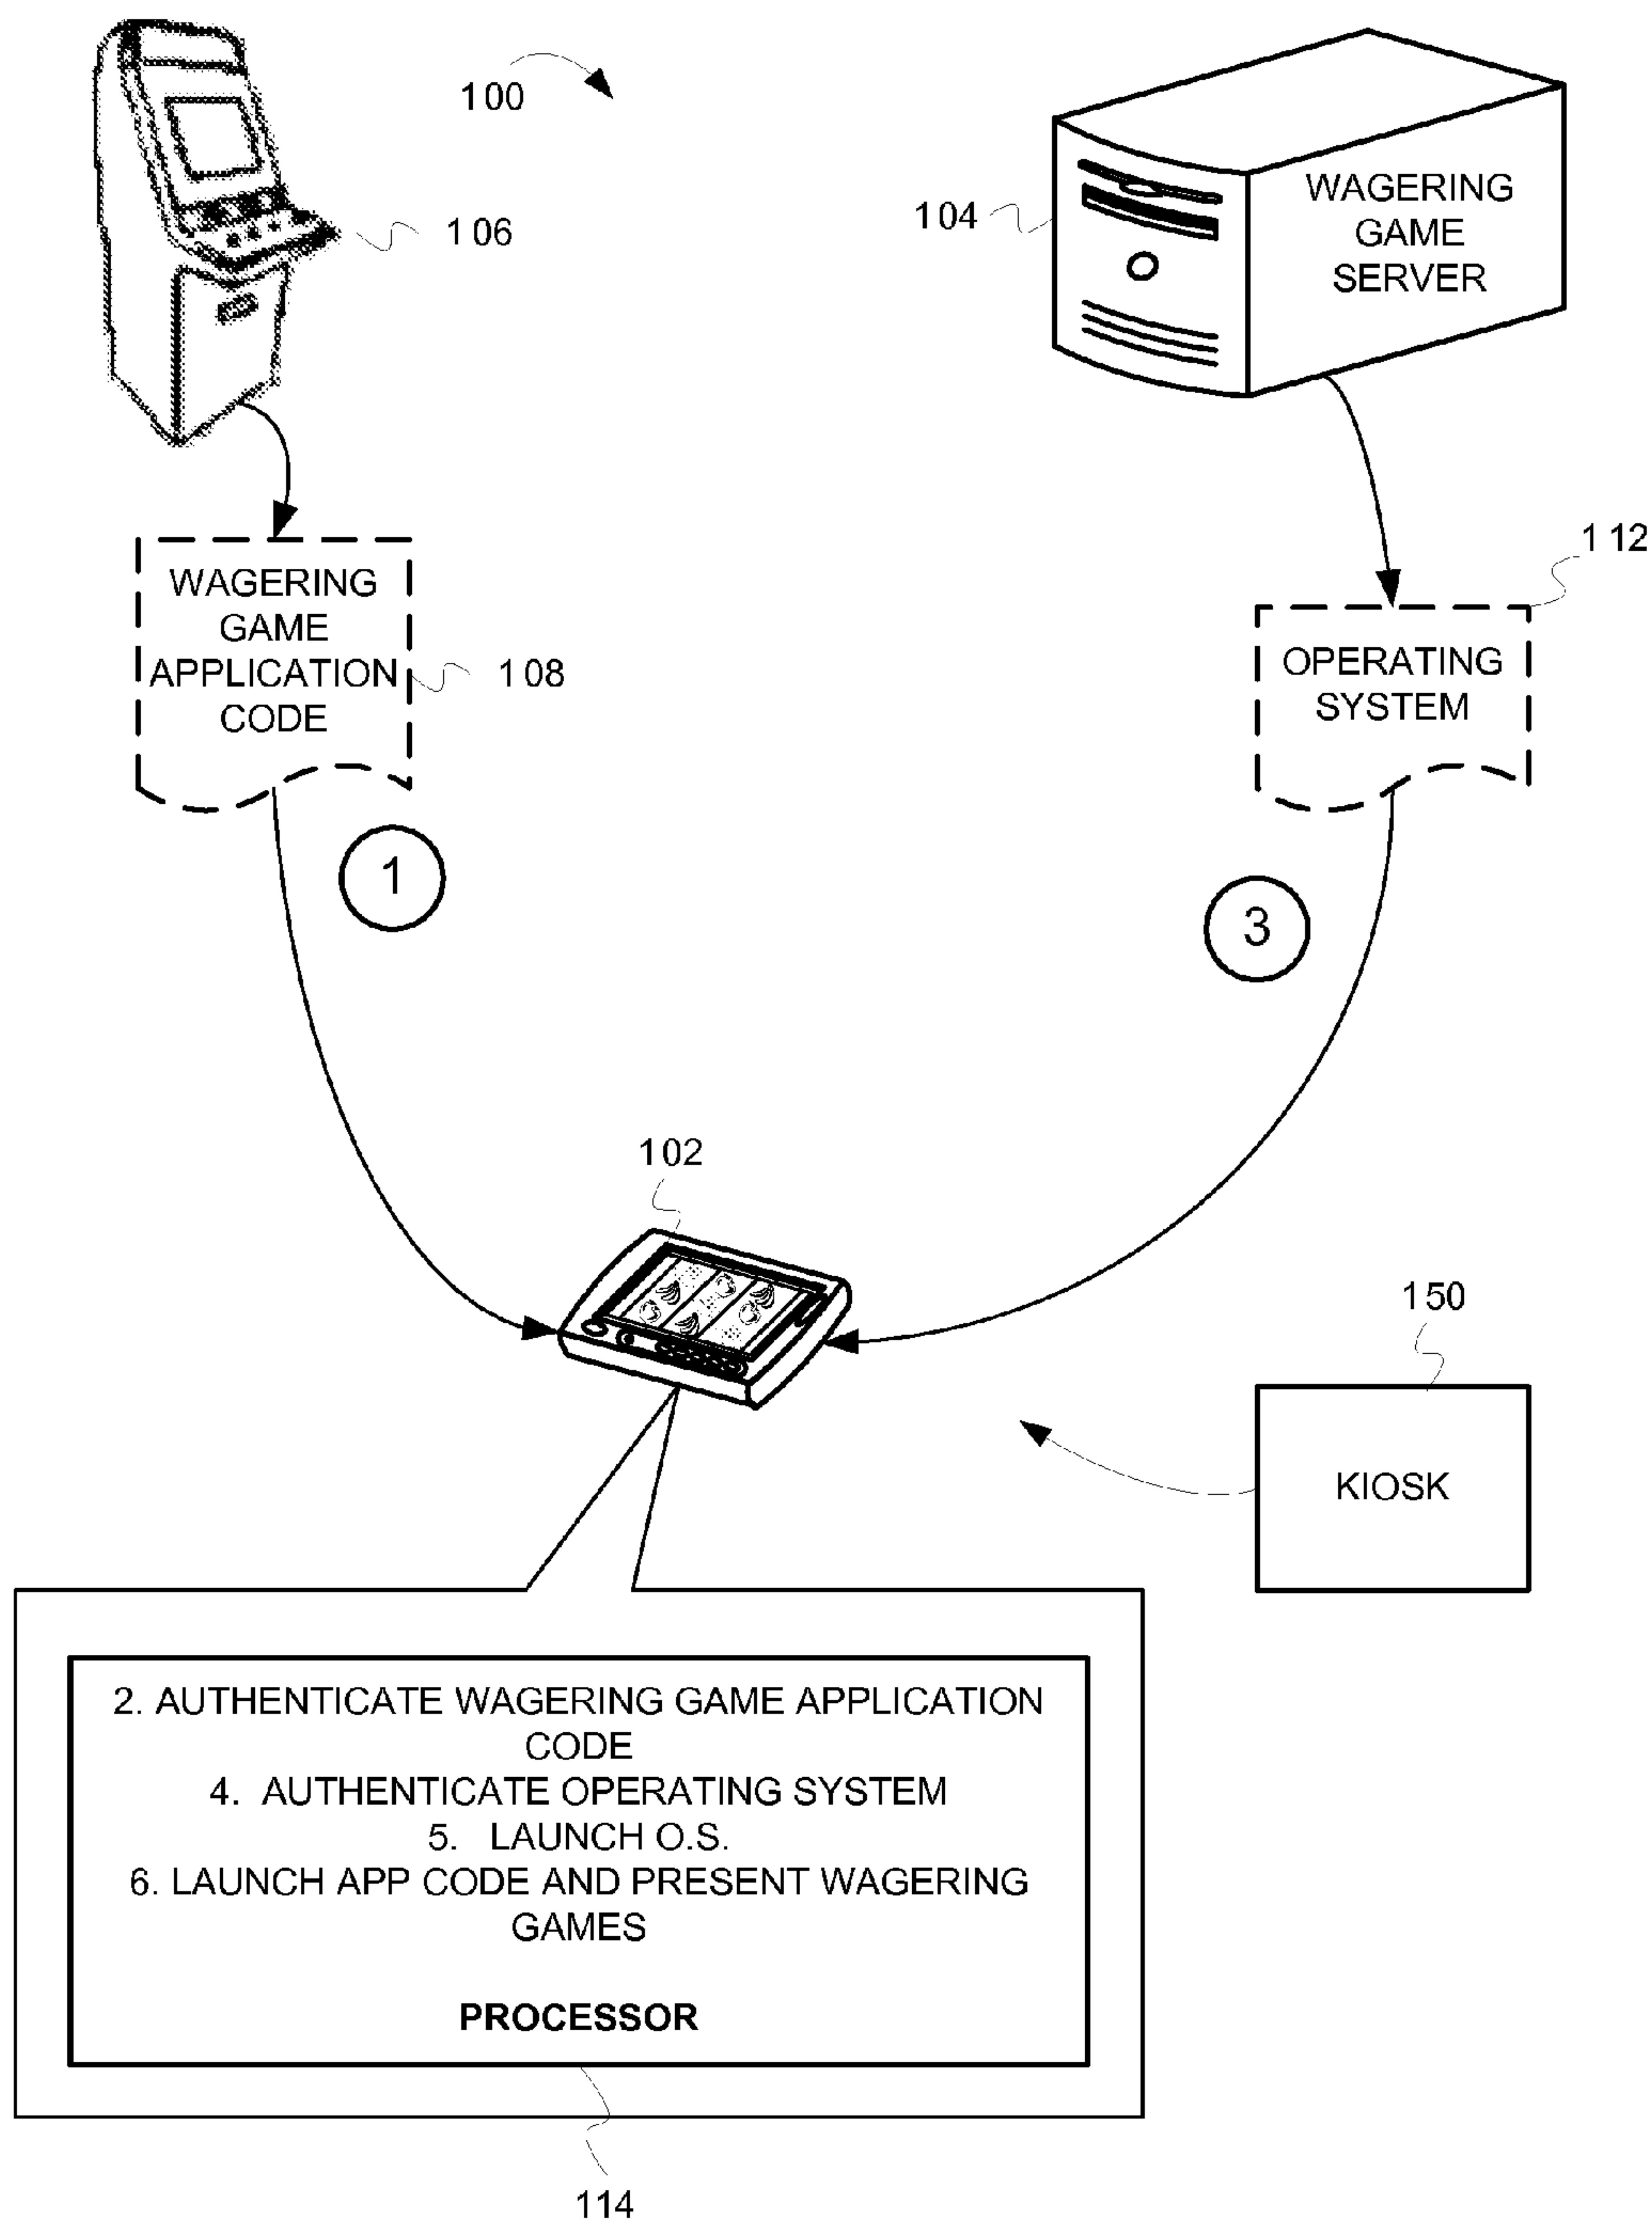 100
106
104
WAGERING
GAME
SERVER
112
WAGERING
GAME
APPLICATION
CODE
108
OPERATING
SYSTEM
1
3
102
150
KIOSK
2. AUTHENTICATE WAGERING GAME APPLICATION
CODE
4. AUTHENTICATE OPERATING SYSTEM
5. LAUNCH O.S.
6. LAUNCH APP CODE AND PRESENT WAGERING
GAMES
PROCESSOR
114